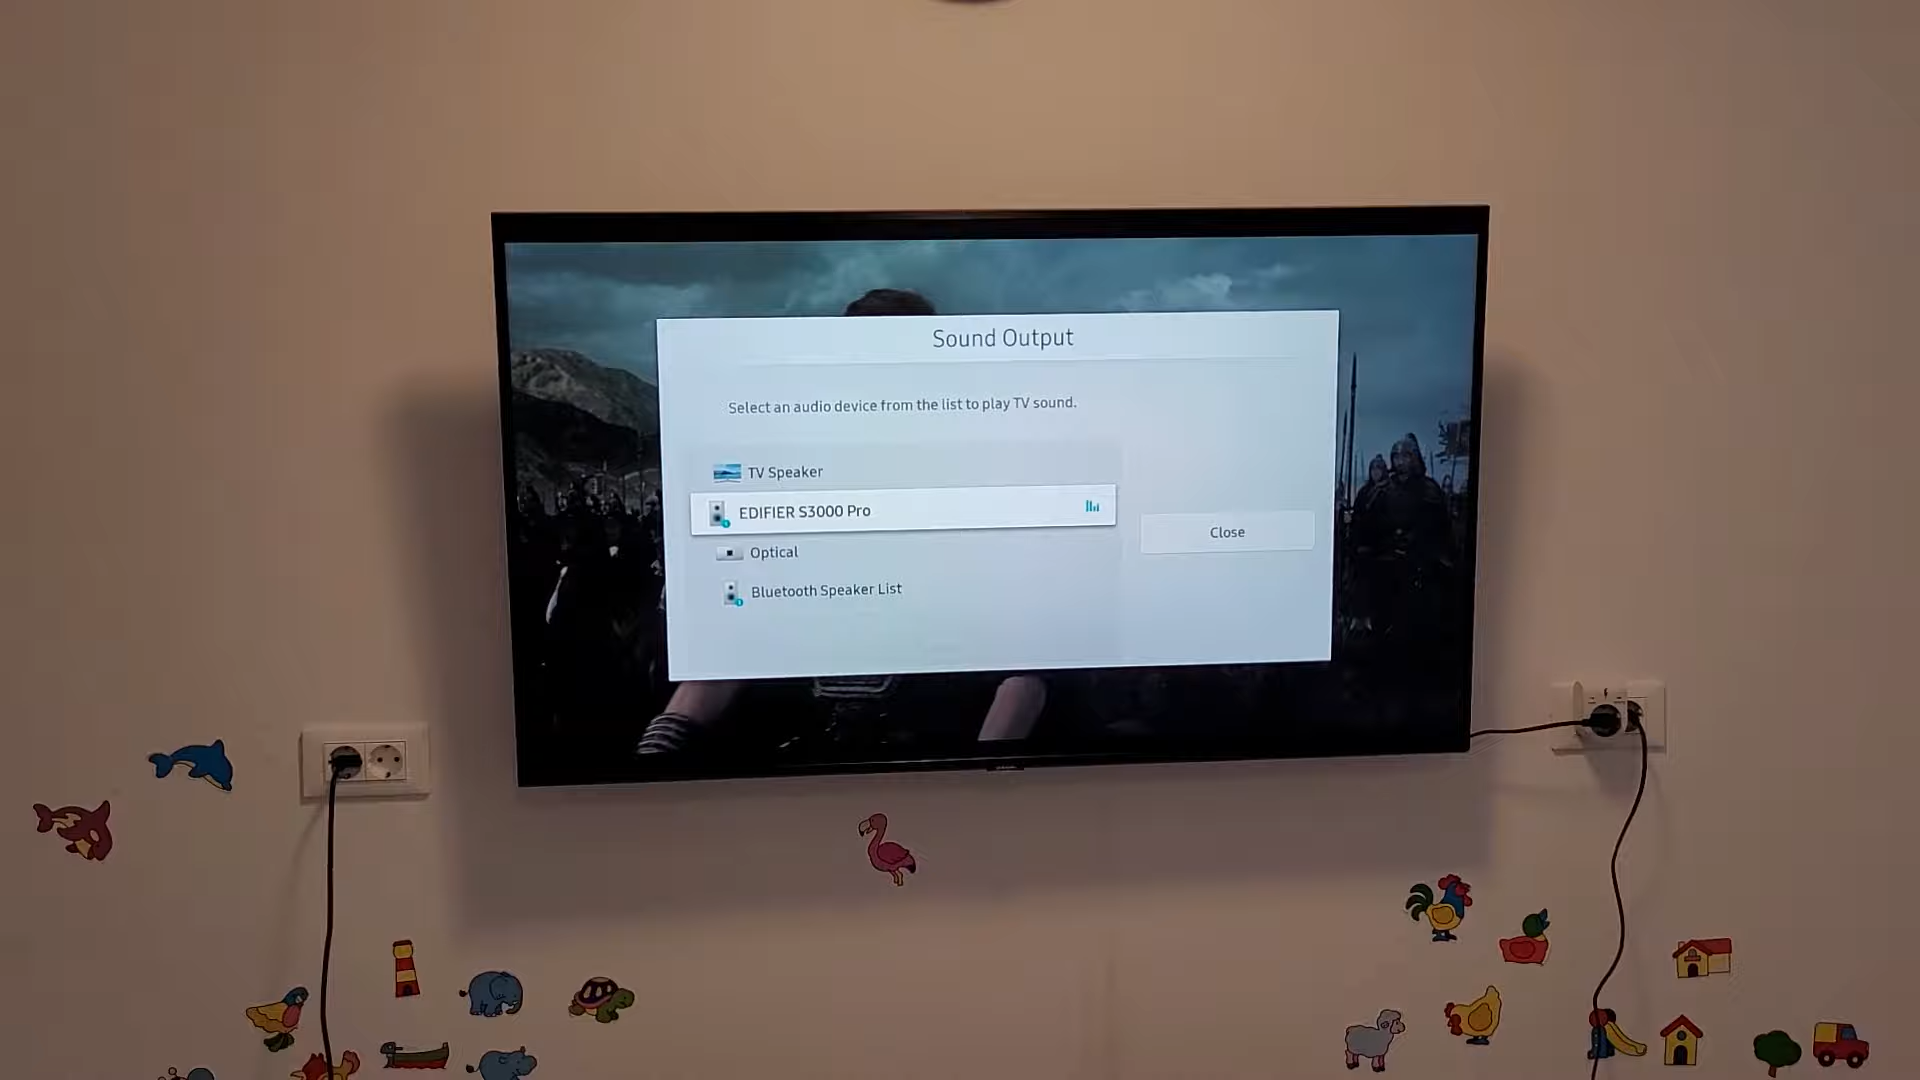 Sound Output
Select an audio device from the list to play TV sound.
TV Speaker
EDIFIER S3000 Pro
Optical
Bluetooth Speaker List
Close